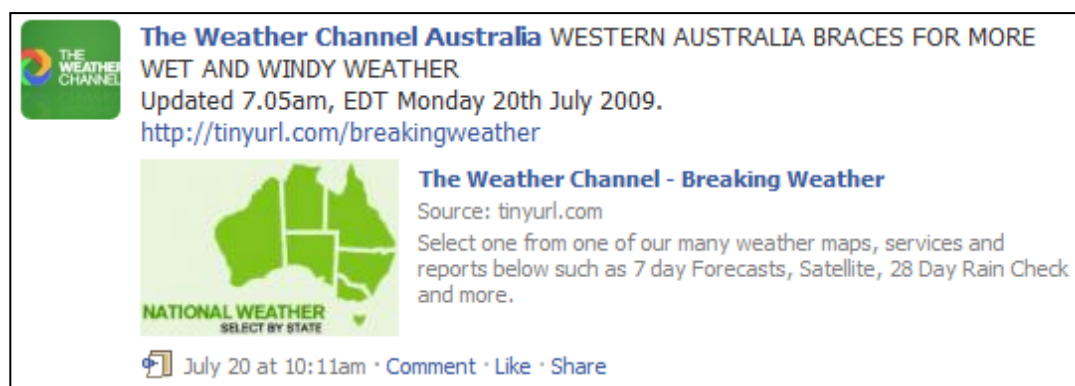 THE
WEATHER
CHANNEL
The Weather Channel Australia WESTERN AUSTRALIA BRACES FOR MORE
WET AND WINDY WEATHER
Updated 7.05am, EDT Monday 20th July 2009.
http://tinyurl.com/breakingweather
NATIONAL WEATHER
SELECT BY STATE
The Weather Channel - Breaking Weather
Source: tinyurl.com
Select one from one of our many weather maps, services and
reports below such as 7 day Forecasts, Satellite, 28 Day Rain Check
and more.
July 20 at 10:11am · Comment · Like · Share